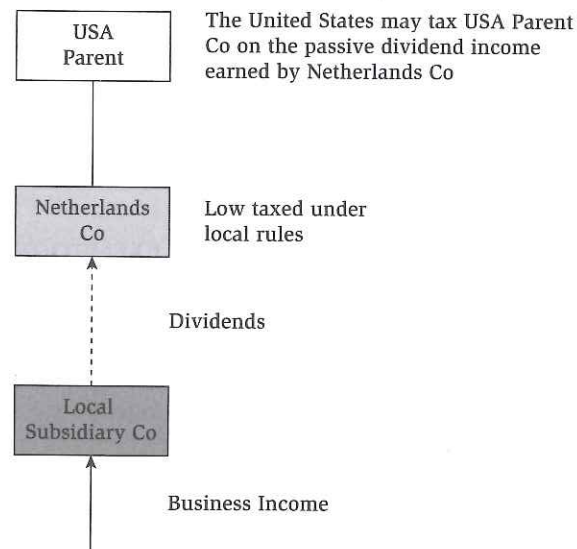 USA
Parent
The United States may tax USA Parent
Co on the passive dividend income
earned by Netherlands Co
Netherlands
Co
Low taxed under
local rules
Dividends
Local
Subsidiary Co
Business Income